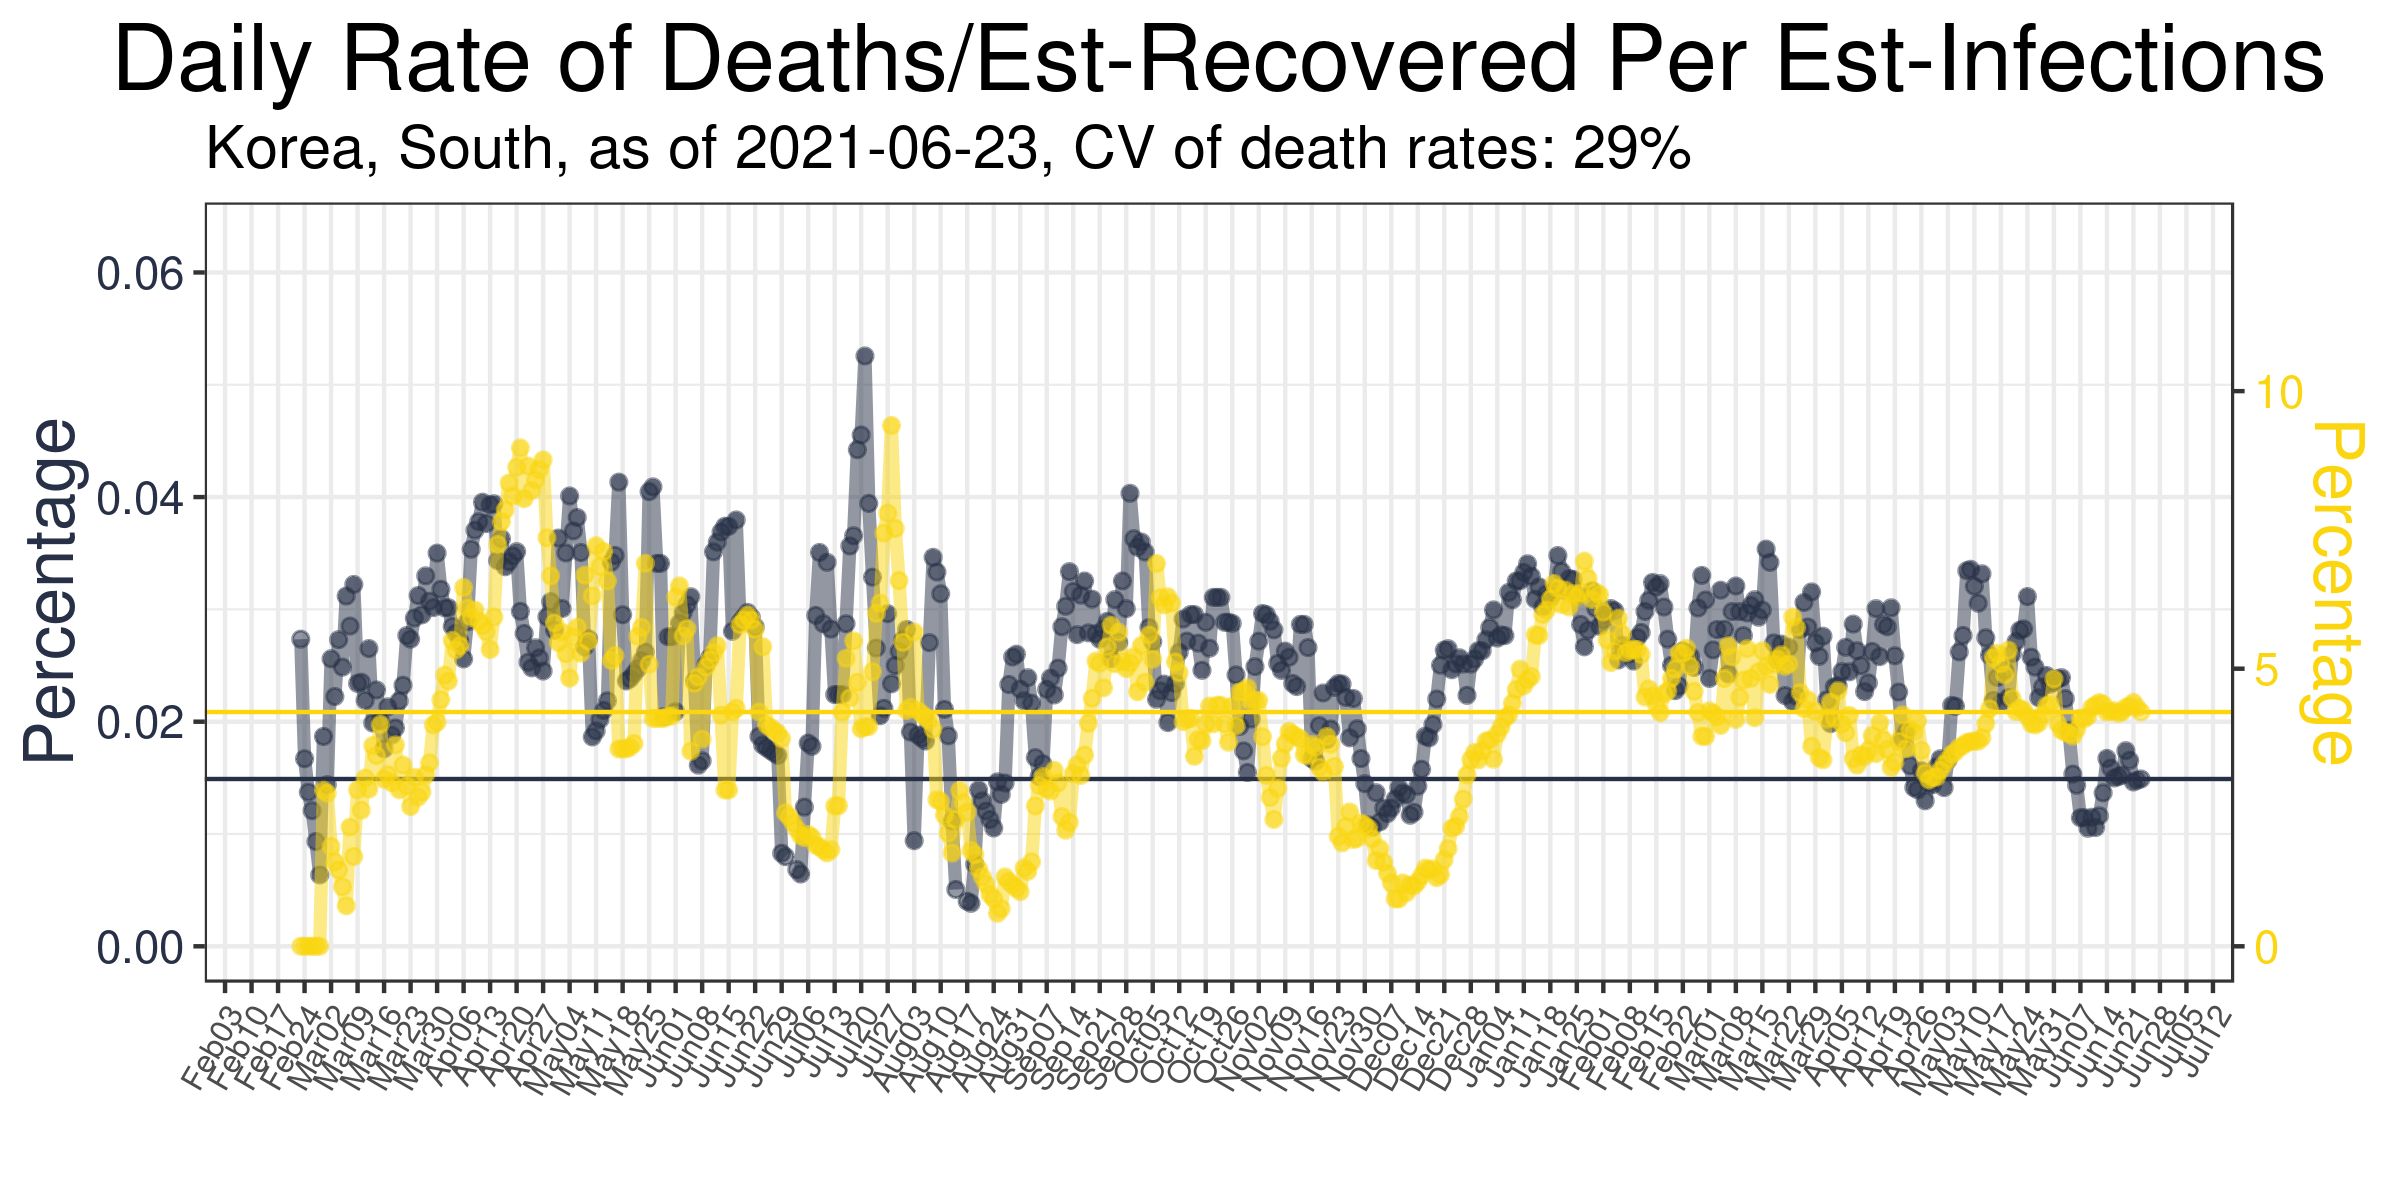 Daily Rate of Deaths/Est-Recovered Per Est-Infections
Korea, South, as of 2021-06-23, CV of death rates: 29%
Percentage
0.06
0.04
0.02
0.00
10
5
0
Percentage
Feb03
Feb10
Feb17
Feb24
Mar02
Mar09
Mar16
Mar23
Mar30
Apr06
Apr13
Apr20
Apr27
May04
May11
May18
May25
Jun01
Jun08
Jun15
Jun22
Jun29
Jul06
Jul13
Jul20
Jul27
Aug03
Aug10
Aug17
Aug24
Aug31
Sep07
Sep14
Sep21
Sep28
Oct05
Oct12
Oct19
Oct26
Nov02
Nov09
Nov16
Nov23
Nov30
Dec07
Dec14
Dec21
Dec28
Jan04
Jan11
Jan18
Jan25
Feb01
Feb08
Feb15
Feb22
Mar01
Mar08
Mar15
Mar22
Mar29
Apr05
Apr12
Apr19
Apr26
May03
May10
May17
May24
May31
Jun07
Jun14
Jun21
Jun28
Jul05
Jul12